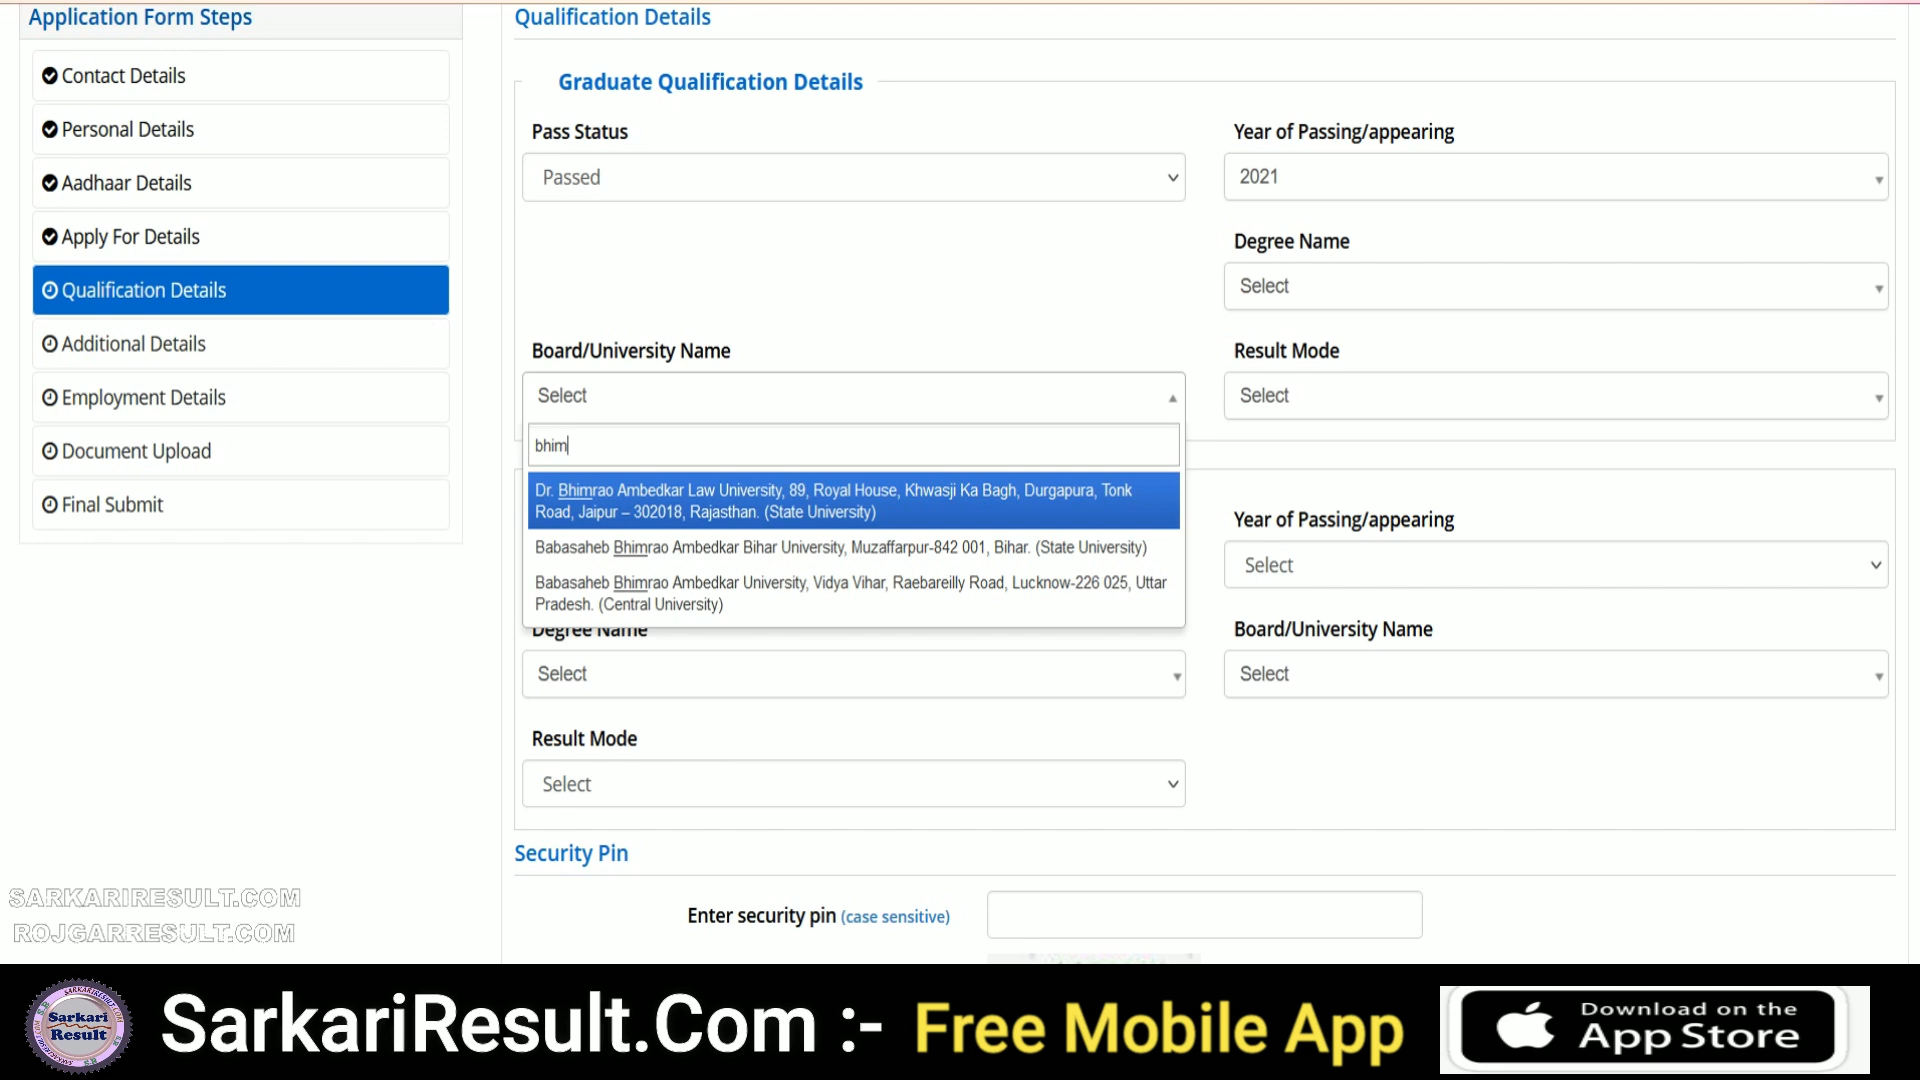 Application Form Steps
Contact Details
Personal Details
Aadhaar Details
Apply For Details
Qualification Details
Additional Details
Employment Details
Document Upload
Final Submit
Qualification Details
Graduate Qualification Details
Pass Status
Passed
Year of Passing/appearing
2021
Degree Name
Select
Board/University Name
Select
bhim
Dr. Bhimrao Ambedkar Law University, 89, Royal House, Khwasji Ka Bagh, Durgapura, Tonk
Road, Jaipur – 302018, Rajasthan. (State University)
Babasaheb Bhimrao Ambedkar Bihar University, Muzaffarpur-842 001, Bihar. (State University)
Babasaheb Bhimrao Ambedkar University, Vidya Vihar, Raebareilly Road, Lucknow-226 025, Uttar
Pradesh. (Central University)
Result Mode
Select
Year of Passing/appearing
Select
Degree Name
Select
Board/University Name
Select
Result Mode
Select
Security Pin
Enter security pin (case sensitive)
SARKARIRESULT.COM
ROJGARRESULT.COM
Sarkari
Result
SarkariResult.Com :- Free Mobile App
Download on the
App Store